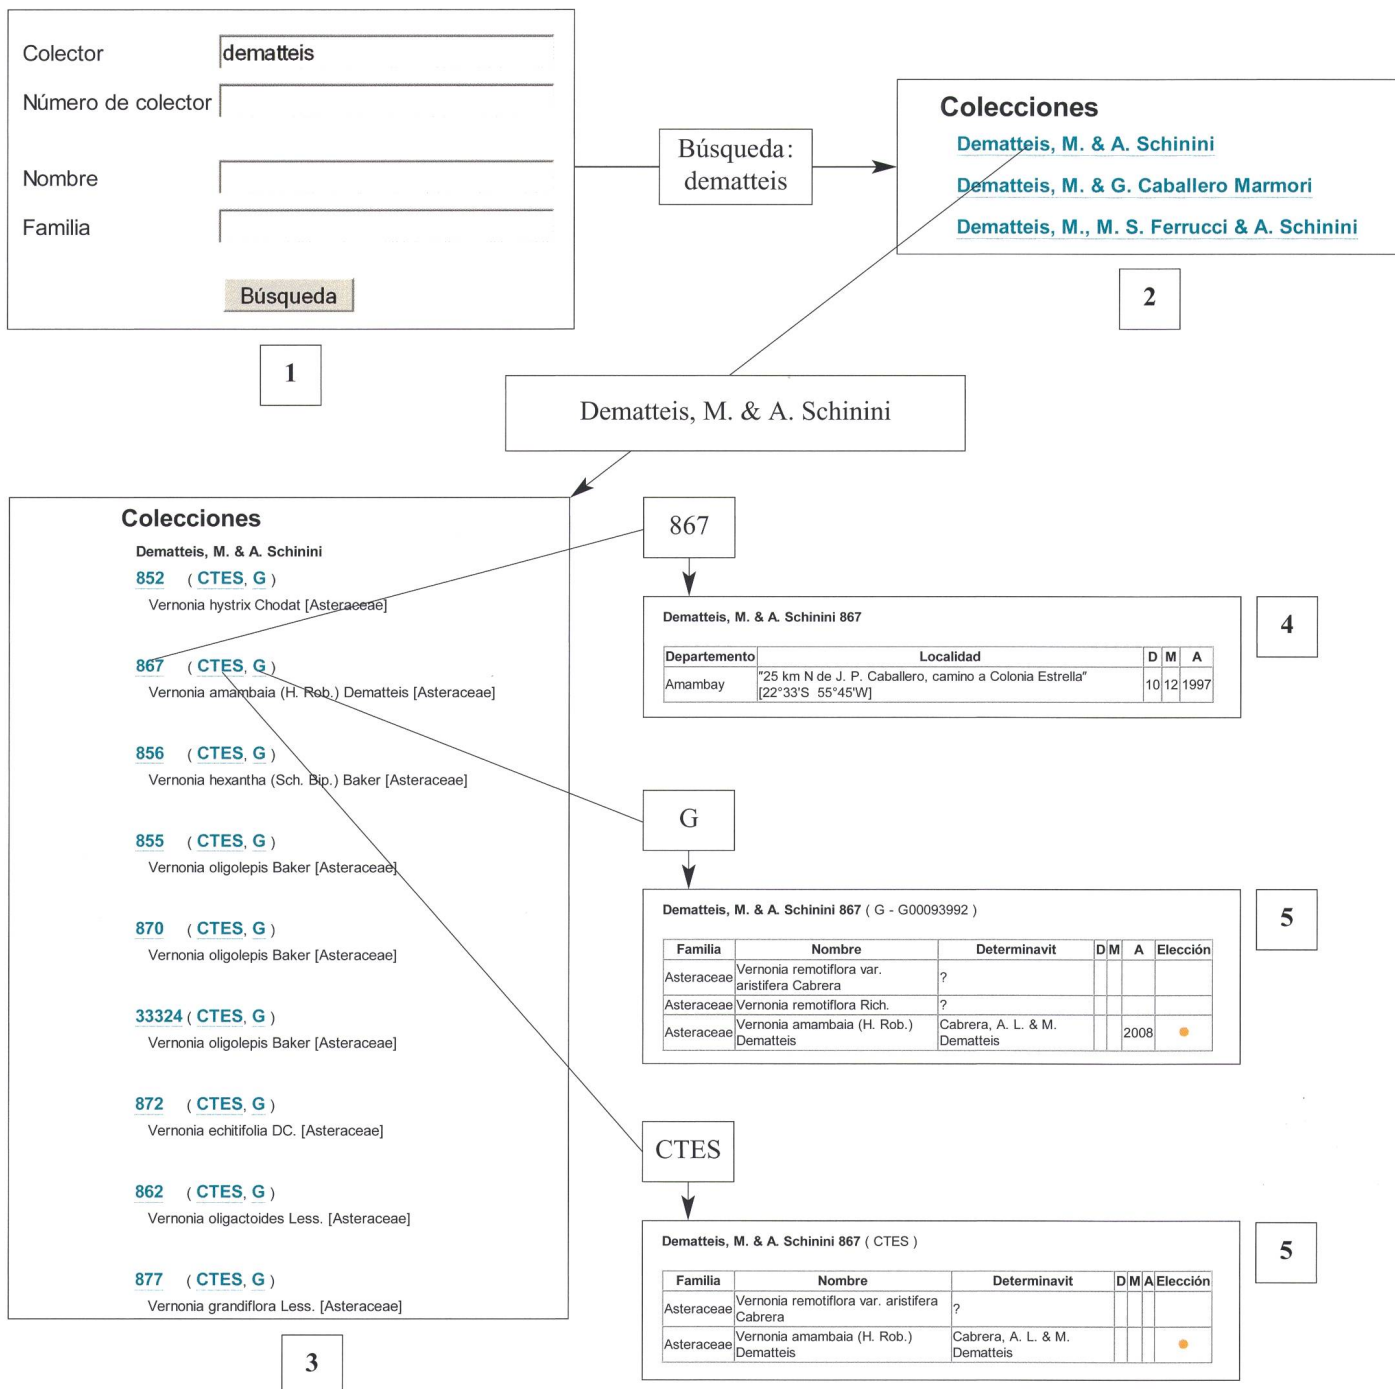 Colector
dematteis
Número de colector
Nombre
Familia
Búsqueda
1
Búsqueda:
dematteis
Colecciones
Dematteis, M. & A. Schinini
Dematteis, M. & G. Caballero Marmori
Dematteis, M., M. S. Ferrucci & A. Schinini
2
Dematteis, M. & A. Schinini
Colecciones
Dematteis, M. & A. Schinini
852 ( CTES, G )
Vernonia hystrix Chodat [Asteraceae]
867 ( CTES, G )
Vernonia amambaia (H. Rob.) Dematteis [Asteraceae]
856 ( CTES, G )
Vernonia hexantha (Sch. Bip.) Baker [Asteraceae]
855 ( CTES, G )
Vernonia oligolepis Baker [Asteraceae]
870 ( CTES, G )
Vernonia oligolepis Baker [Asteraceae]
33324 ( CTES, G )
Vernonia oligolepis Baker [Asteraceae]
872 ( CTES, G )
Vernonia echitifolia DC. [Asteraceae]
862 ( CTES, G )
Vernonia oligactoides Less. [Asteraceae]
877 ( CTES, G )
Vernonia grandiflora Less. [Asteraceae]
3
867
Dematteis, M. & A. Schinini 867
Departemento Localidad D M A
Amambay "25 km N de J. P. Caballero, camino a Colonia Estrella" 10 12 1997
[22°33'S 55°45'W]
4
G
Dematteis, M. & A. Schinini 867 ( G - G00093992 )
Familia Nombre Determinavit D M A Elección
Asteraceae Vernonia remotiflora var. ?
aristifera Cabrera
Asteraceae Vernonia remotiflora Rich. ?
Asteraceae Vernonia amambaia (H. Rob.) Cabrera, A. L. & M. 2008
Dematteis Dematteis
5
CTES
Dematteis, M. & A. Schinini 867 ( CTES )
Familia Nombre Determinavit D M A Elección
Asteraceae Vernonia remotiflora var. aristifera ?
Cabrera
Asteraceae Vernonia amambaia (H. Rob.) Cabrera, A. L. & M.
Dematteis Dematteis
5